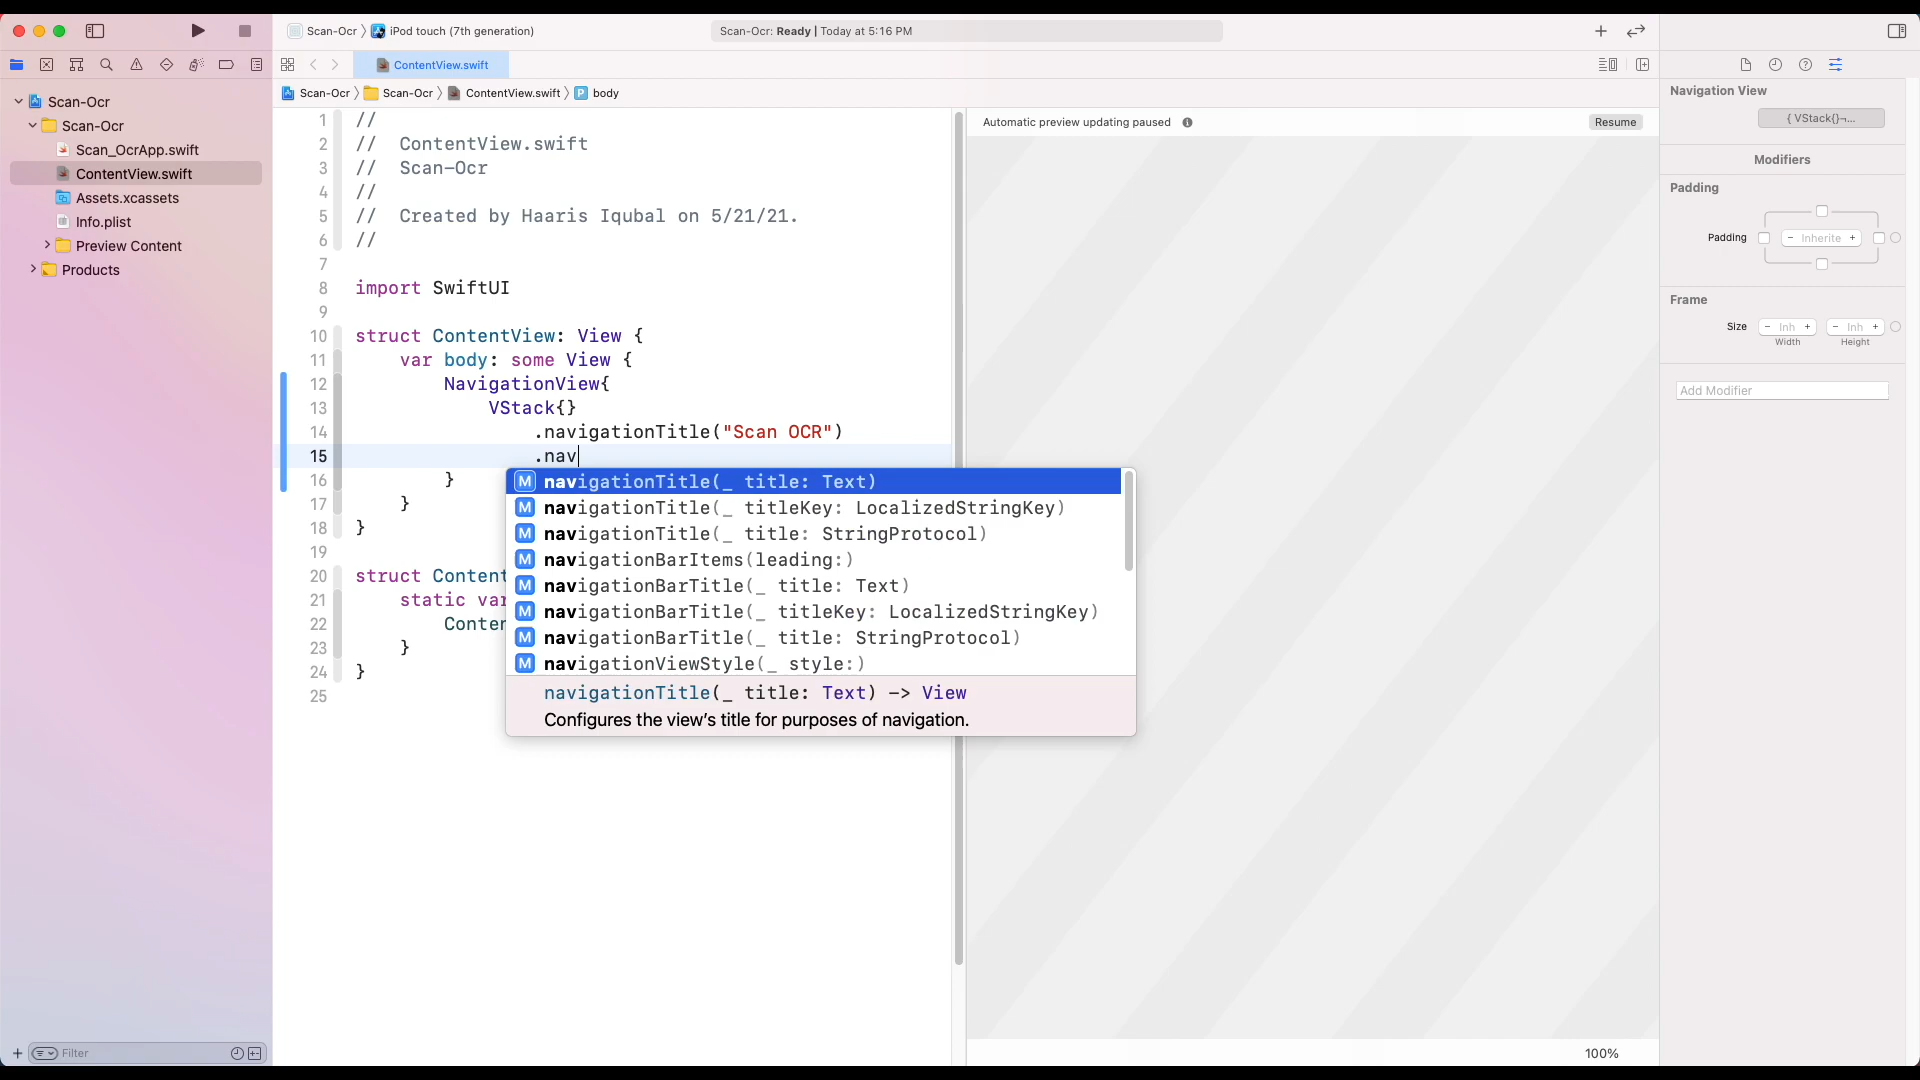 Scan-Ocr
iPod touch (7th generation)
Scan-Ocr: Ready | Today at 5:16 PM
ContentView.swift
Scan-Ocr
Scan-Ocr
ContentView.swift
P body
Scan-Ocr
Scan-Ocr
Scan_OcrApp.swift
ContentView.swift
Assets.xcassets
Info.plist
Preview Content
Products
Filter
1 //
2 //  ContentView.swift
3 //  Scan-Ocr
4 //
5 //  Created by Haaris Iqubal on 5/21/21.
6 //
7
8 import SwiftUI
9
10 struct ContentView: View {
11     var body: some View {
12         NavigationView{
13             VStack{}
14                 .navigationTitle("Scan OCR")
15                 .nav
16         }
17     }
18 }
19
20 struct Content
21     static var
22         Conten
23     }
24 }
25
M navigationTitle(_ title: Text)
M navigationTitle(_ titleKey: LocalizedStringKey)
M navigationTitle(_ title: StringProtocol)
M navigationBarItems(leading:)
M navigationBarTitle(_ title: Text)
M navigationBarTitle(_ titleKey: LocalizedStringKey)
M navigationBarTitle(_ title: StringProtocol)
M navigationViewStyle(_ style:)
navigationTitle(_ title: Text) -> View
Configures the view’s title for purposes of navigation.
Automatic preview updating paused
Resume
100%
Navigation View
{ VStack{}¬...
Modifiers
Padding
Padding - Inherite +
Frame
Size - Inh + - Inh +
Width Height
Add Modifier